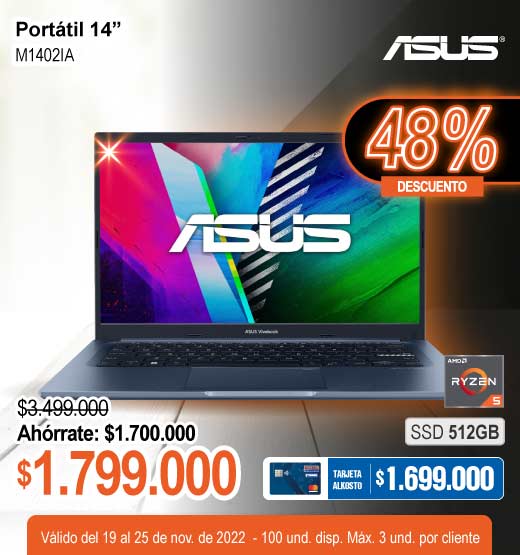 Portátil 14”
M1402IA
ASUS
48%
DESCUENTO
ASUS
ASUS Vivobook
AMD
RYZEN
5
$3.499.000
Ahórrate: $1.700.000
$1.799.000
SSD 512GB
TARJETA
ALKOSTO
$1.699.000
Válido del 19 al 25 de nov. de 2022 - 100 und. disp. Máx. 3 und. por cliente